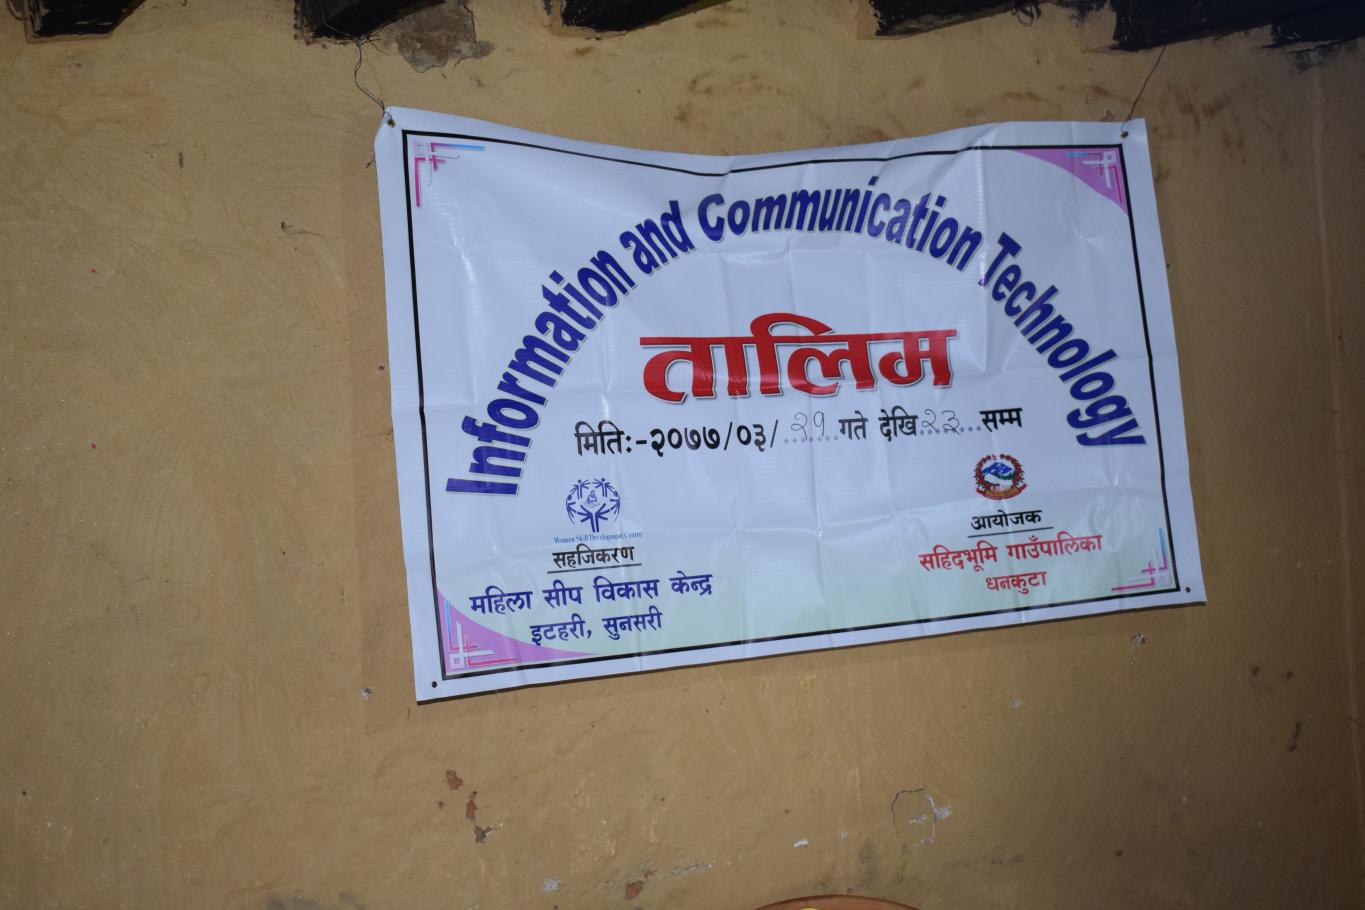 Information and Communication Technology
तालिम
मितिः-२०७७/०३/ २१ गते देखि २३ सम्म
Women Skill Development Centre
सहजिकरण
महिला सीप विकास केन्द्र
इटहरी, सुनसरी
आयोजक
सहिदभूमि गाउँपालिका
धनकुटा